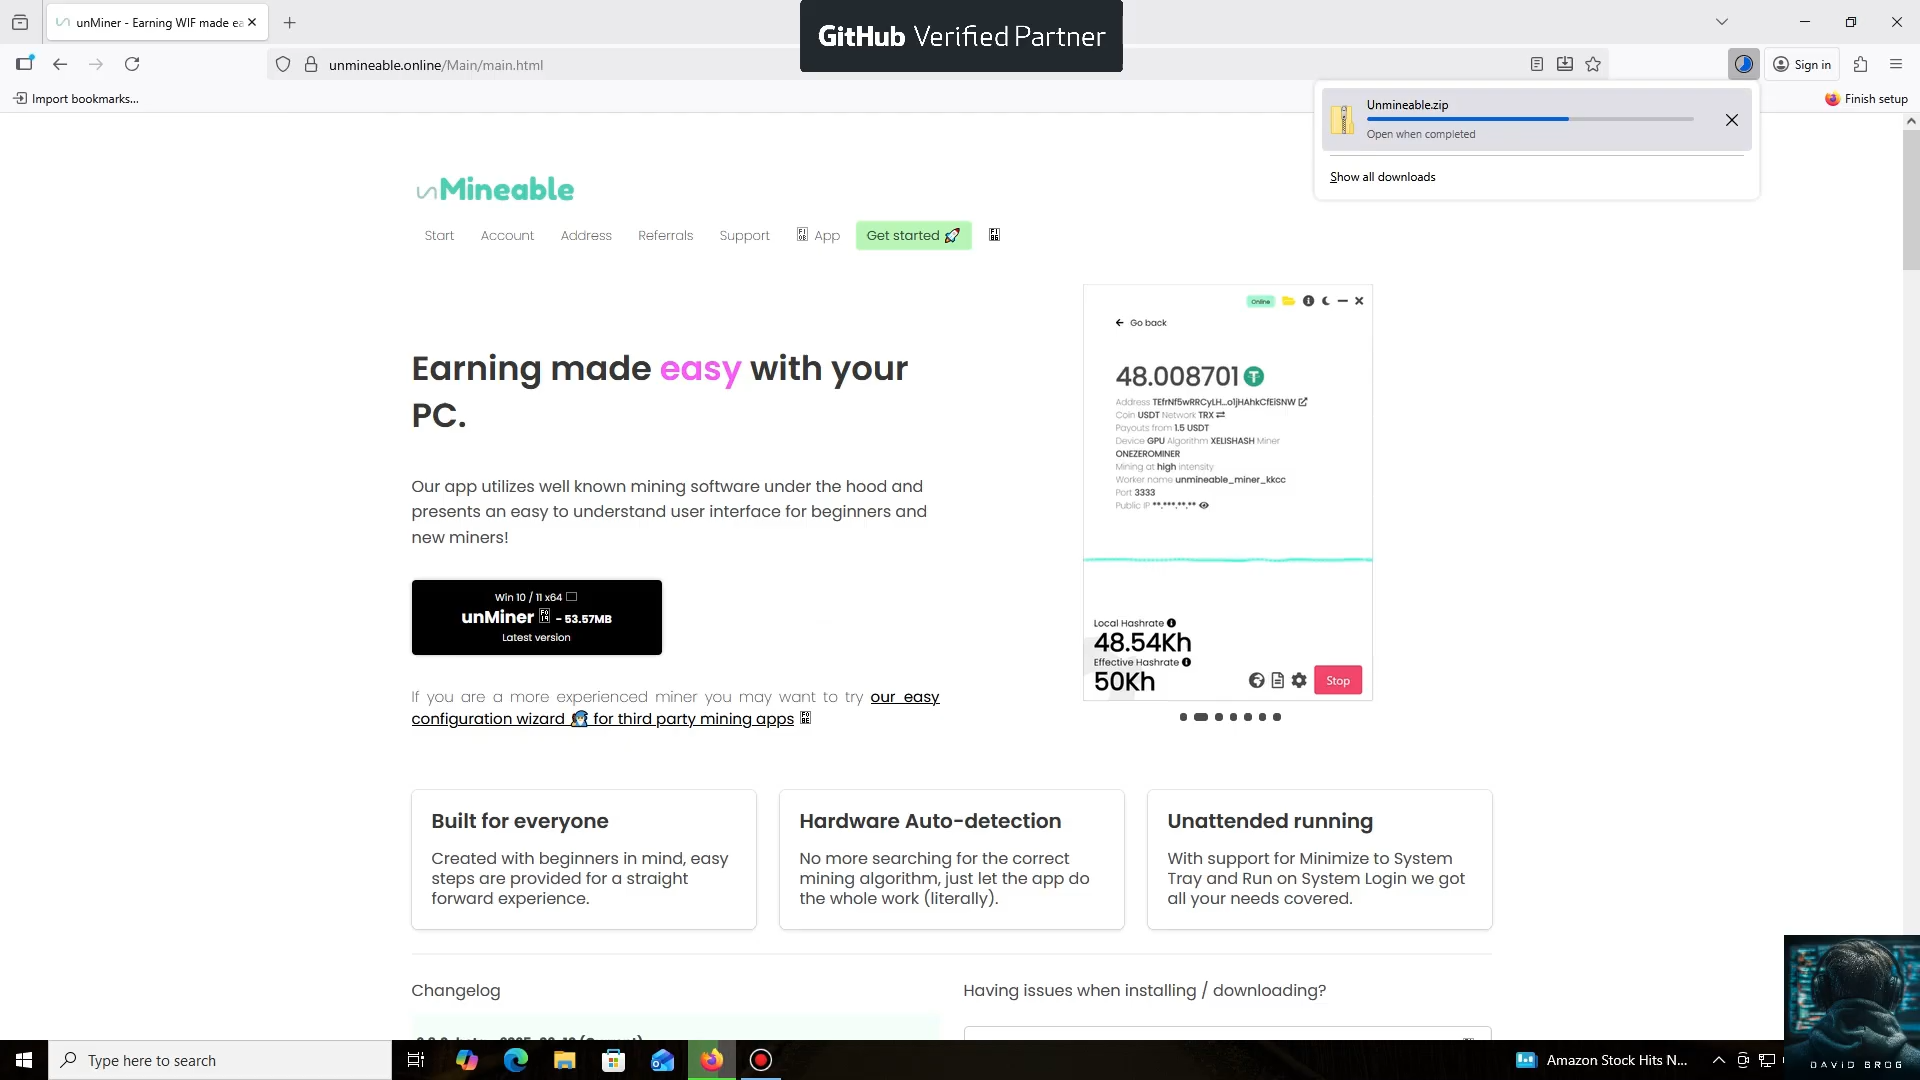 unMiner - Earning WIF made ea
GitHub Verified Partner
unmineable.online/Main/main.html
Sign in
Import bookmarks...
Finish setup
Unmineable.zip
Open when completed
Show all downloads
unMineable
Start
Account
Address
Referrals
Support
App
Get started 🚀
Online
Go back
48.008701
Address TEfrNf5wRRCyLH...o1jHAhkCfEiSNW
Coin USDT Network TRX
Payouts from 1.5 USDT
Device GPU Algorithm XELISHASH Miner
ONEZEROMINER
Mining at high intensity
Worker name unmineable_miner_kkcc
Port 3333
Public IP **.***.**.**
Local Hashrate
48.54Kh
Effective Hashrate
50Kh
Stop
Earning made easy with your
PC.
Our app utilizes well known mining software under the hood and
presents an easy to understand user interface for beginners and
new miners!
Win 10 / 11 x64
unMiner - 53.57MB
Latest version
If you are a more experienced miner you may want to try our easy
configuration wizard for third party mining apps
Built for everyone
Created with beginners in mind, easy
steps are provided for a straight
forward experience.
Hardware Auto-detection
No more searching for the correct
mining algorithm, just let the app do
the whole work (literally).
Unattended running
With support for Minimize to System
Tray and Run on System Login we got
all your needs covered.
Changelog
Having issues when installing / downloading?
Type here to search
Amazon Stock Hits N...
DAVID BROG